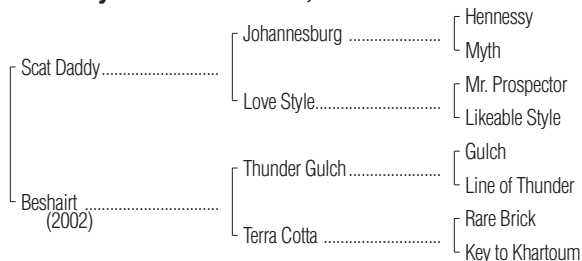 Hennessy
Johannesburg ....................
Myth
Scat Daddy..........................
Mr. Prospector
Love Style............................
Likeable Style
Gulch
Thunder Gulch.....................
Line of Thunder
Beshairt ..............................
(2002)
Rare Brick
Terra Cotta ..........................
Key to Khartoum